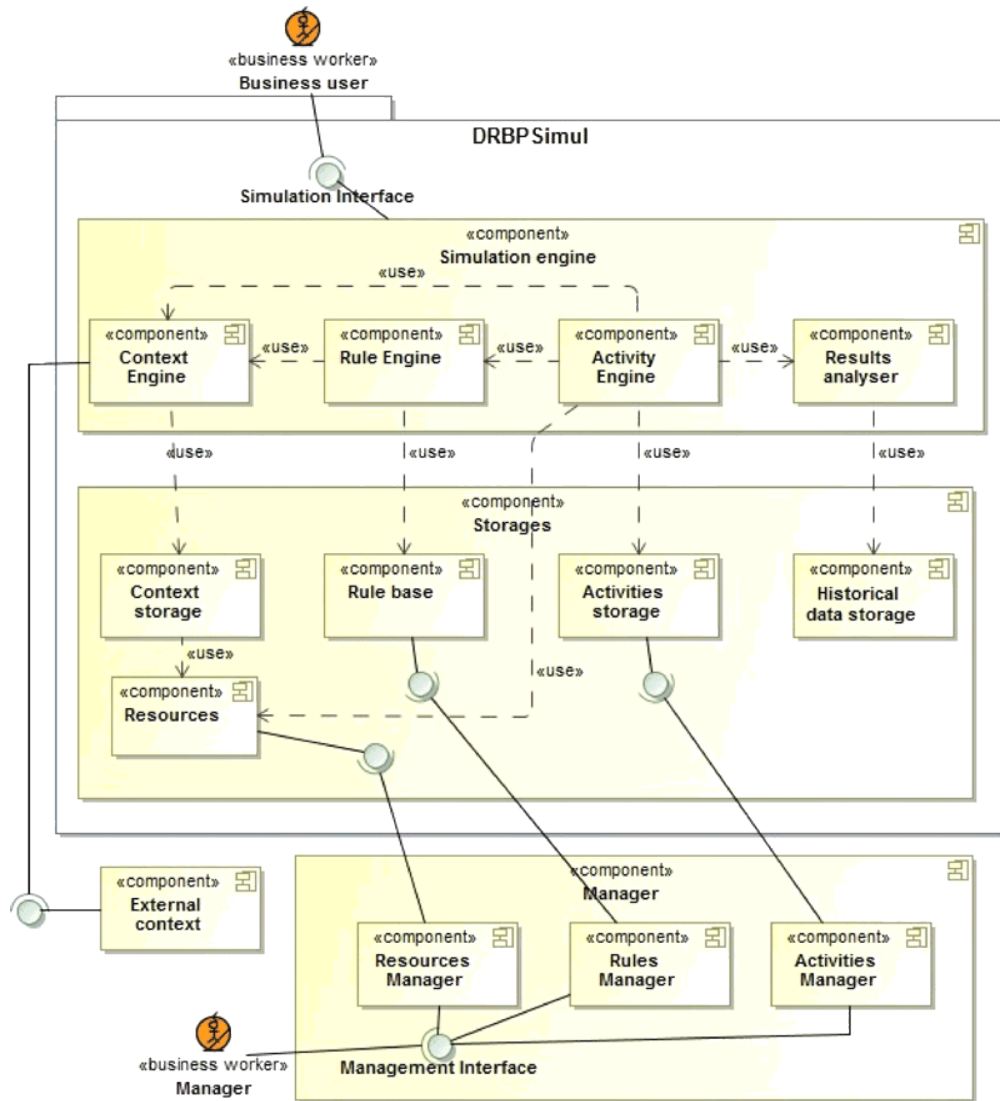 «business worker»
Business user
DRBPSimul
Simulation Interface
«component»
Simulation engine
«use»
«component»
Context
Engine
«use»
«component»
Rule Engine
«use»
«component»
Activity
Engine
«use»
«component»
Results
analyser
«use»
«use»
«use»
«use»
«component»
Storages
«component»
Context
storage
«component»
Rule base
«component»
Activities
storage
«component»
Historical
data storage
«use»
«use»
«component»
Resources
«component»
External
context
«component»
Manager
«component»
Resources
Manager
«component»
Rules
Manager
«component»
Activities
Manager
«business worker»
Manager
Management Interface